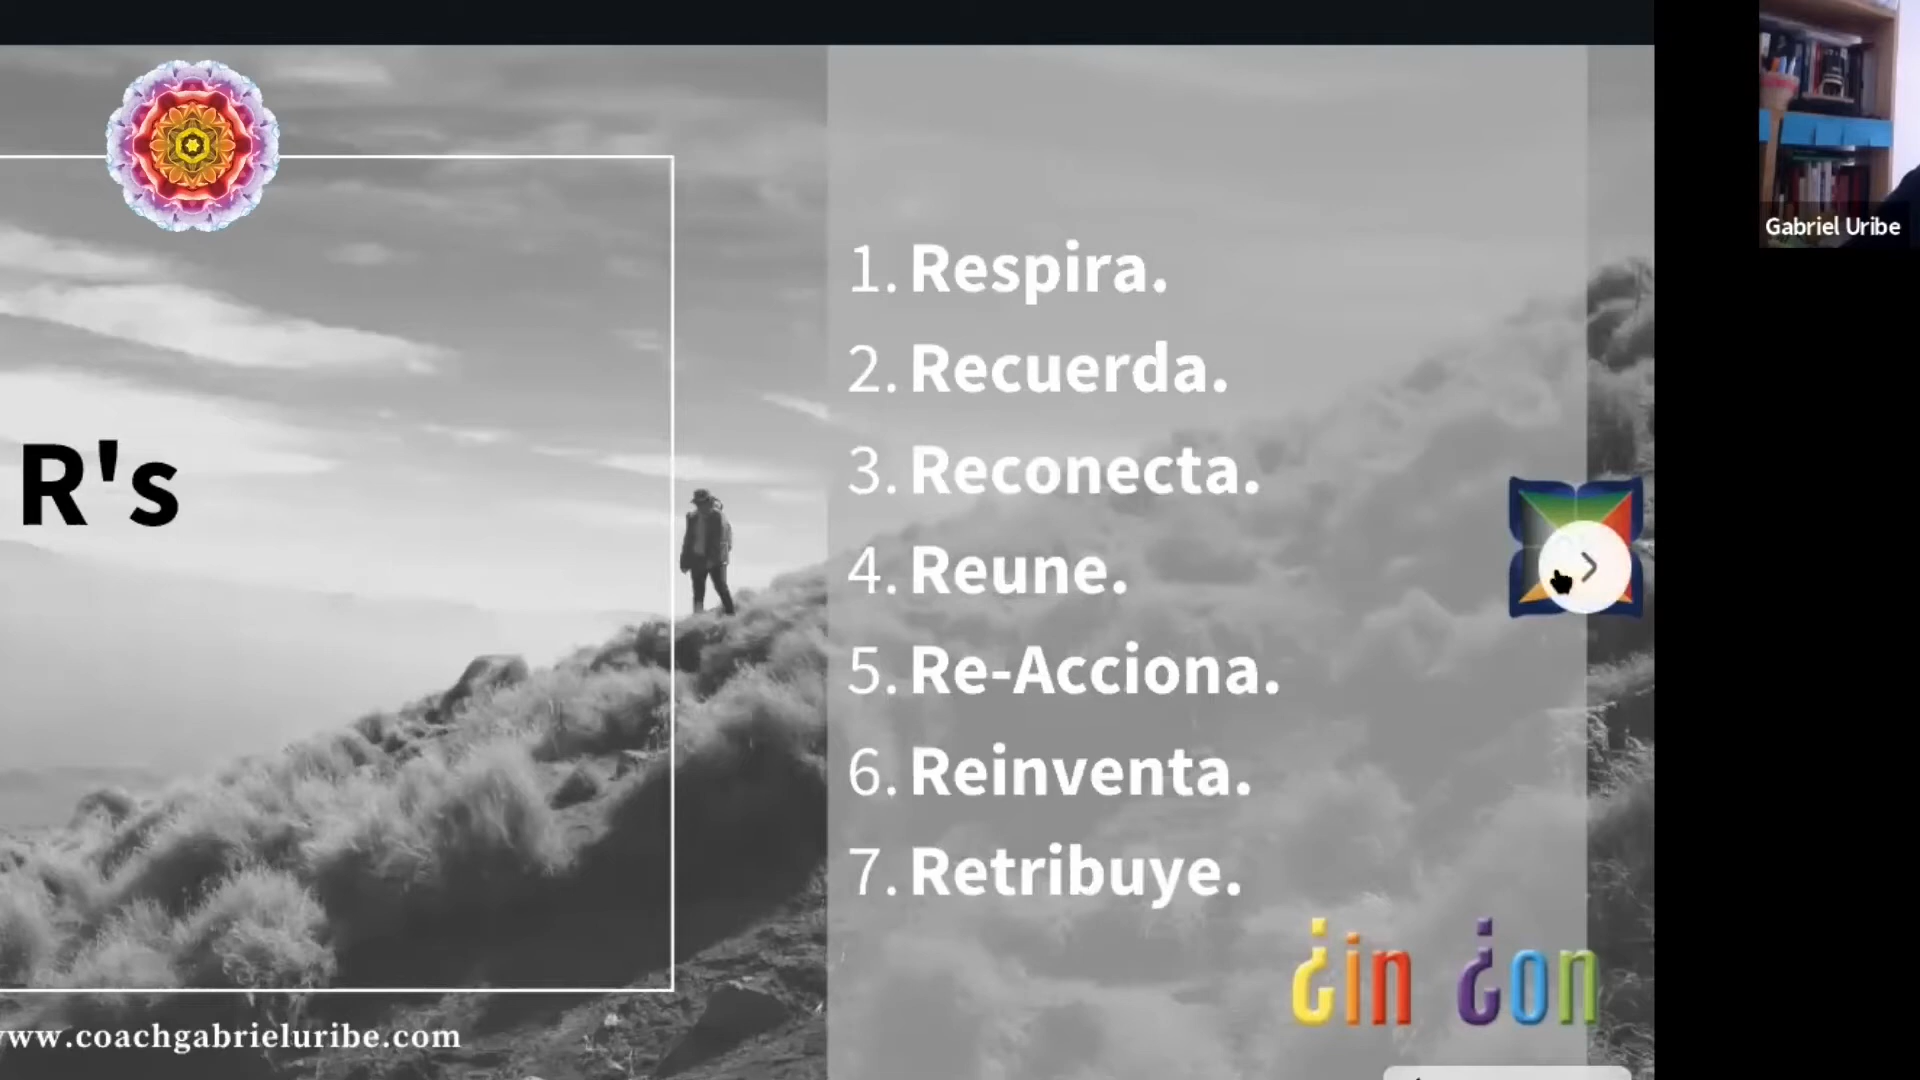 R's
1. Respira.
2. Recuerda.
3. Reconecta.
4. Reune.
5. Re-Acciona.
6. Reinventa.
7. Retribuye.
¿in ¿on
www.coachgabrieluribe.com
Gabriel Uribe